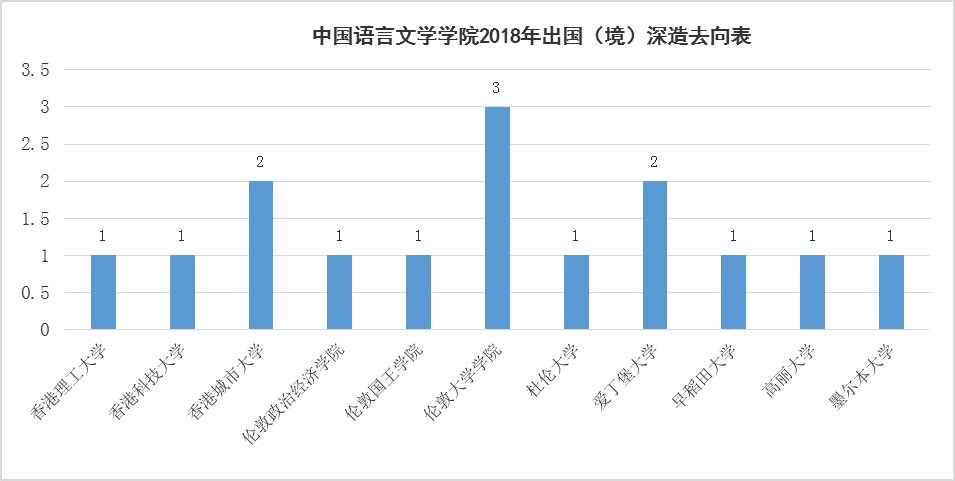 中国语言文学学院2018年出国（境）深造去向表
3.5
3
2.5
2
1.5
1
0.5
0
1
1
2
1
1
3
1
2
1
1
1
香港理工大学
香港科技大学
香港城市大学
伦敦政治经济学院
伦敦国王学院
伦敦大学学院
杜伦大学
爱丁堡大学
早稻田大学
高丽大学
墨尔本大学